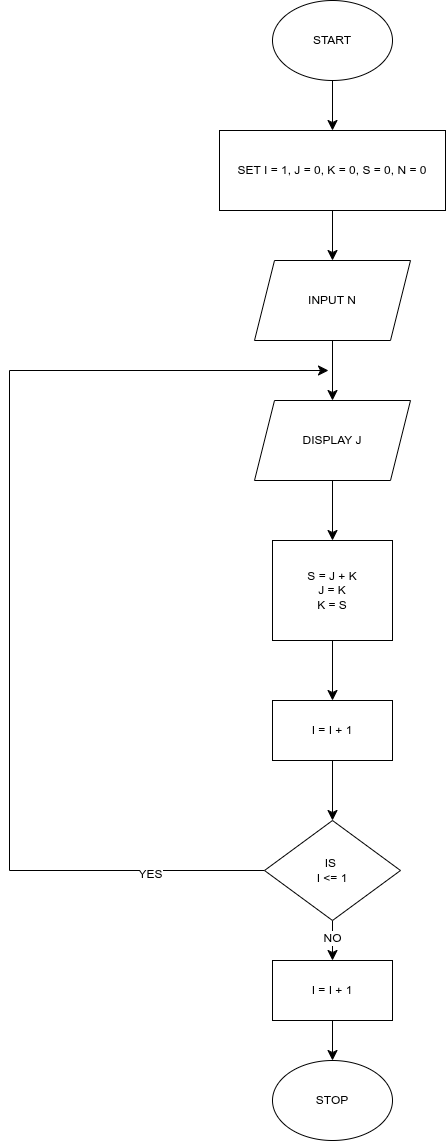 START
SET I = 1, J = 0, K = 0, S = 0, N = 0
INPUT N
DISPLAY J
S = J + K
J = K
K = S
I = I + 1
IS
I <= 1
YES
NO
I = I + 1
STOP